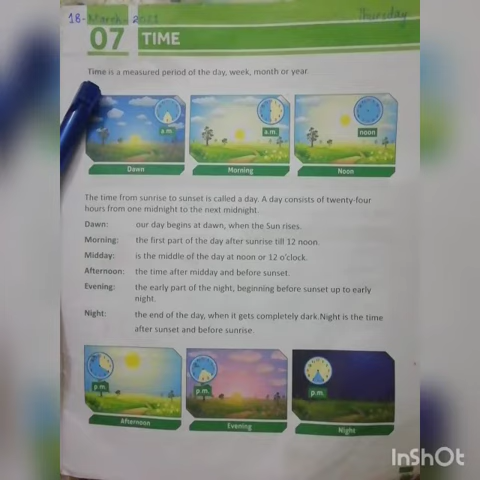 18-March-2021 Thursday
07 TIME
Time is a measured period of the day, week, month or year
a.m. a.m. noon
Dawn Morning Noon
The time from sunrise to sunset is called a day. A day consists of twenty-four
hours from one midnight to the next midnight.
Dawn: our day begins at dawn, when the Sun rises.
Morning: the first part of the day after sunrise till 12 noon.
Midday: is the middle of the day at noon or 12 o'clock.
Afternoon: the time after midday and before sunset.
Evening: the early part of the night, beginning before sunset up to early
night.
Night: the end of the day, when it gets completely dark.Night is the time
after sunset and before sunrise.
p.m. p.m. p.m.
Afternoon Evening Night
InShOt